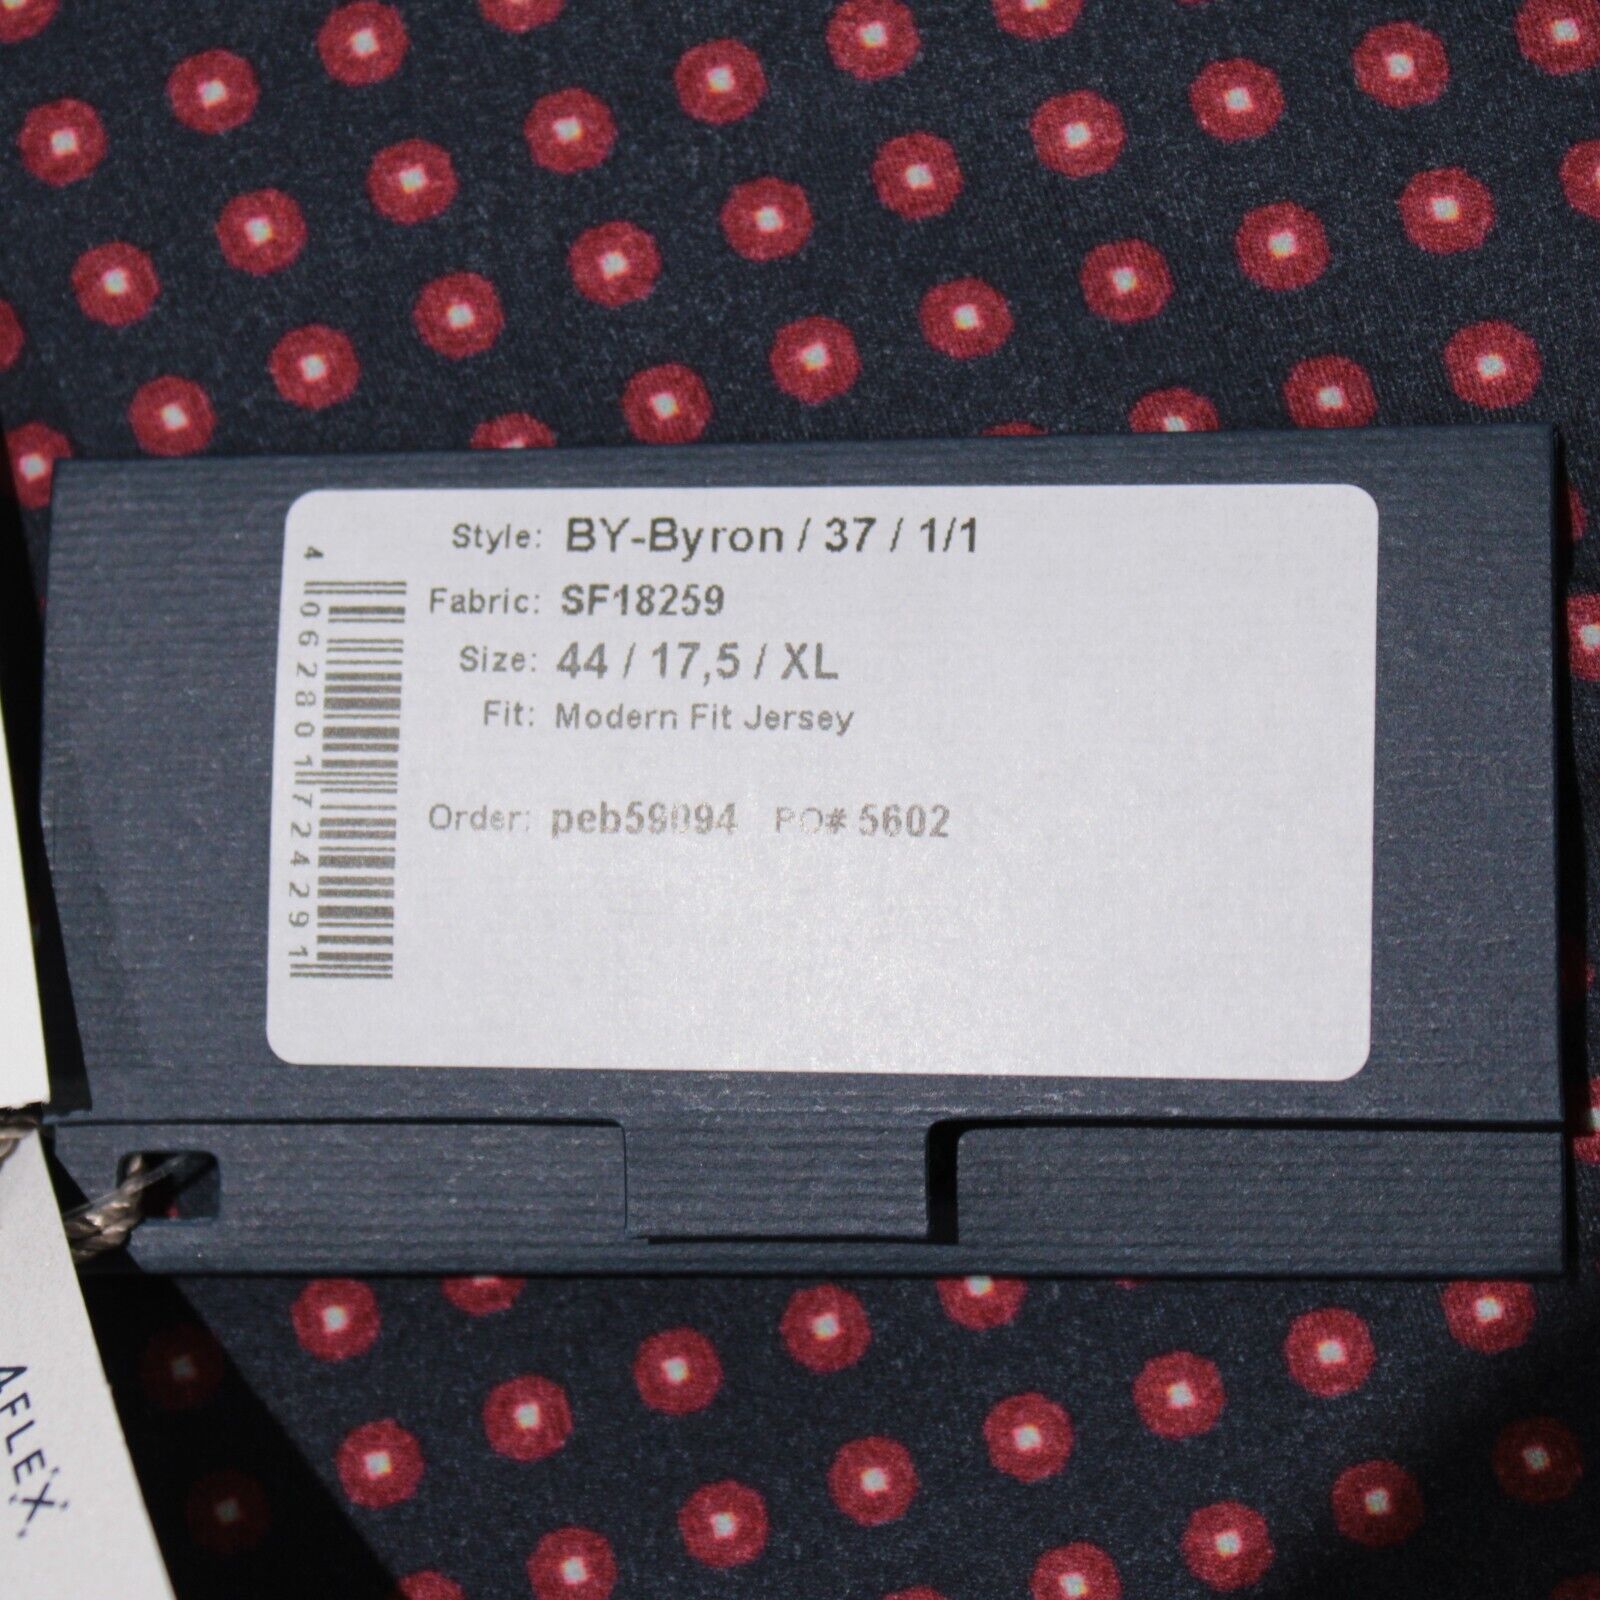 Style: BY-Byron / 37 / 1/1
Fabric: SF18259
Size: 44 / 17,5 / XL
Fit: Modern Fit Jersey
Order: peb59094 PO# 5602
4 062801 724291
AFLEX